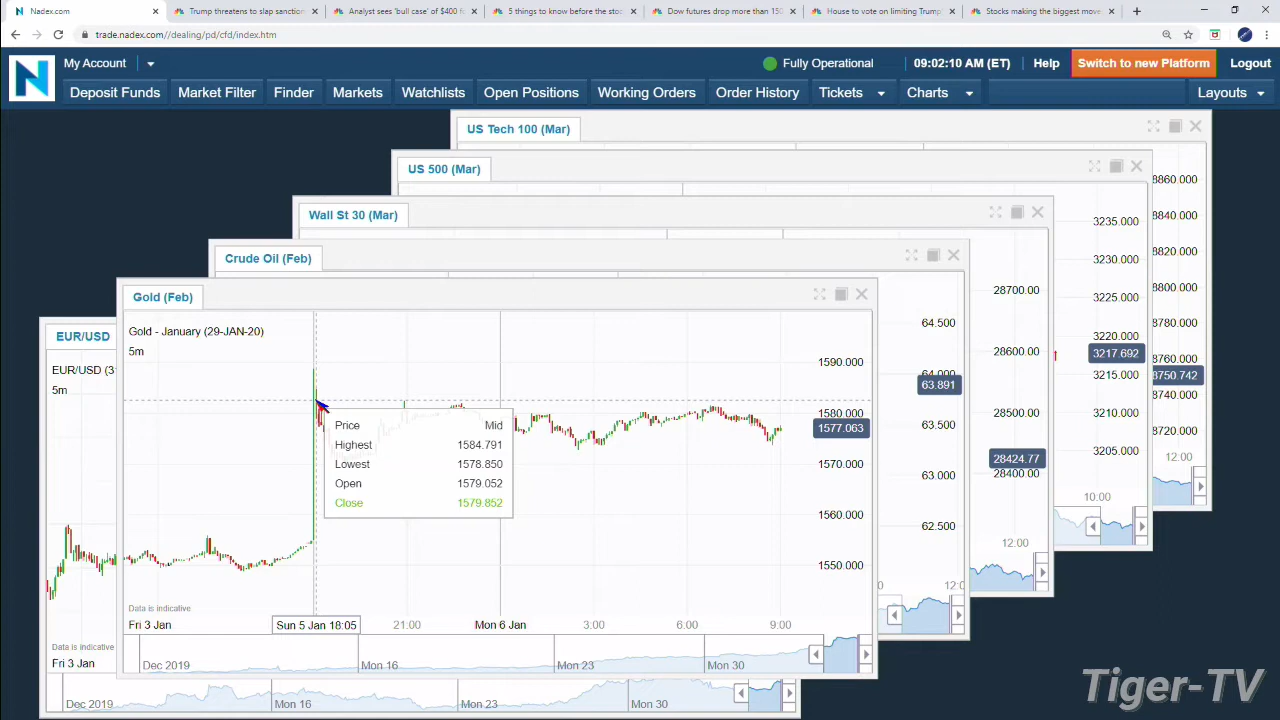 Nadex.com
Trump threatens to slap sanction
Analyst sees 'bull case' of $400 fo
5 things to know before the stoc
Dow futures drop more than 150
House to vote on limiting Trump
Stocks making the biggest move
trade.nadex.com//dealing/pd/cfd/index.htm
My Account
Fully Operational
09:02:10 AM (ET)
Help
Switch to new Platform
Logout
Deposit Funds
Market Filter
Finder
Markets
Watchlists
Open Positions
Working Orders
Order History
Tickets
Charts
Layouts
US Tech 100 (Mar)
8860.000
8840.000
8820.000
8800.000
8780.000
8760.000
8750.742
8740.000
8720.000
12:00
US 500 (Mar)
3235.000
3230.000
3225.000
3220.000
3217.692
3215.000
3210.000
3205.000
10:00
Wall St 30 (Mar)
28700.00
28600.00
28500.00
28424.77
28400.00
12:00
Crude Oil (Feb)
64.500
64.000
63.891
63.500
63.000
62.500
0
12:0
Gold (Feb)
Gold - January (29-JAN-20)
5m
1590.000
1580.000
1577.063
1570.000
1560.000
1550.000
Price Mid
Highest 1584.791
Lowest 1578.850
Open 1579.052
Close 1579.852
Data is indicative
Fri 3 Jan
Sun 5 Jan 18:05
21:00
Mon 6 Jan
3:00
6:00
9:00
Dec 2019
Mon 16
Mon 23
Mon 30
EUR/USD
EUR/USD (3
5m
Data is indicative
Fri 3 Jan
Dec 2019
Mon 16
Mon 23
Mon 30
Tiger-TV